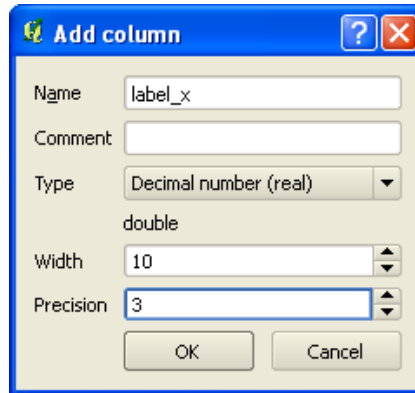 Add column
Name label_x
Comment
Type Decimal number (real)
double
Width 10
Precision 3
OK Cancel